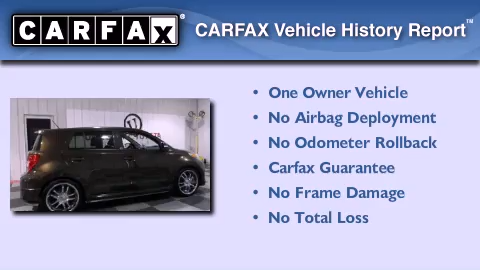 CARFAX®
CARFAX Vehicle History Report™
• One Owner Vehicle
• No Airbag Deployment
• No Odometer Rollback
• Carfax Guarantee
• No Frame Damage
• No Total Loss